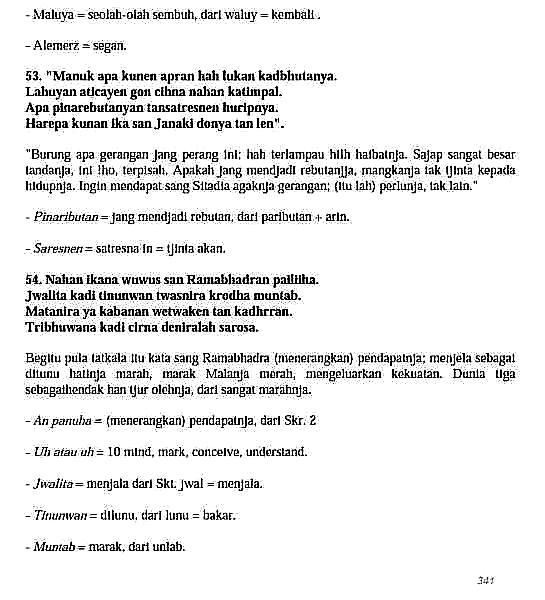 - Maluya = seolah-olah sembuh, dari waluy = kembali .
- Alemerz = segan.
53. "Manuk apa kunen apran hah lukan kadbhutanya.
Lahuyan aticayen gon cihna nahan katimpal.
Apa pinarebutanyan tansatresnen huripnya.
Harepa kunan ika san Janaki donya tan len".
"Burung apa gerangan jang perang ini; hah terlampau hiih haibatnja. Sajap sangat besar
tandanja, ini lho, terpisah. Apakah jang mendjadi rebutanjja, mangkanja tak tjinta kepada
hidupnja. Ingin mendapat sang Sitadia agaknja gerangan; (itu lah) perlunja, tak lain."
- Pinaributan = jang mendjadi rebutan, dari paributan + arin.
- Saresnen = satresna in = tjinta akan.
54. Nahan ikana wuwus san Ramabhadran pailiha.
Jwalita kadi tinunwan twasnira krodha muntab.
Matanira ya kabanan wetwaken tan kadhrran.
Tribhuwana kadi cirna deniralah sarosa.
Begitu pula tatkala itu kata sang Ramabhadra (menerangkan) pendapatnja; menjela sebagai
ditunu hatinja marah, marak Malanja merah, mengeluarkan kekuatan. Dunia tiga
sebagaihendak han tjur olehnja, dari sangat marahnja.
- An panuha = (menerangkan) pendapatnja, dari Skr. 2
- Uh atau uh = 10 mind, mark, conceive, understand.
- Jwalita = menjala dari Skt. jwal = menjala.
- Tinunwan = ditunu, dari lunu = bakar.
- Muntab = marak, dari untab.
341